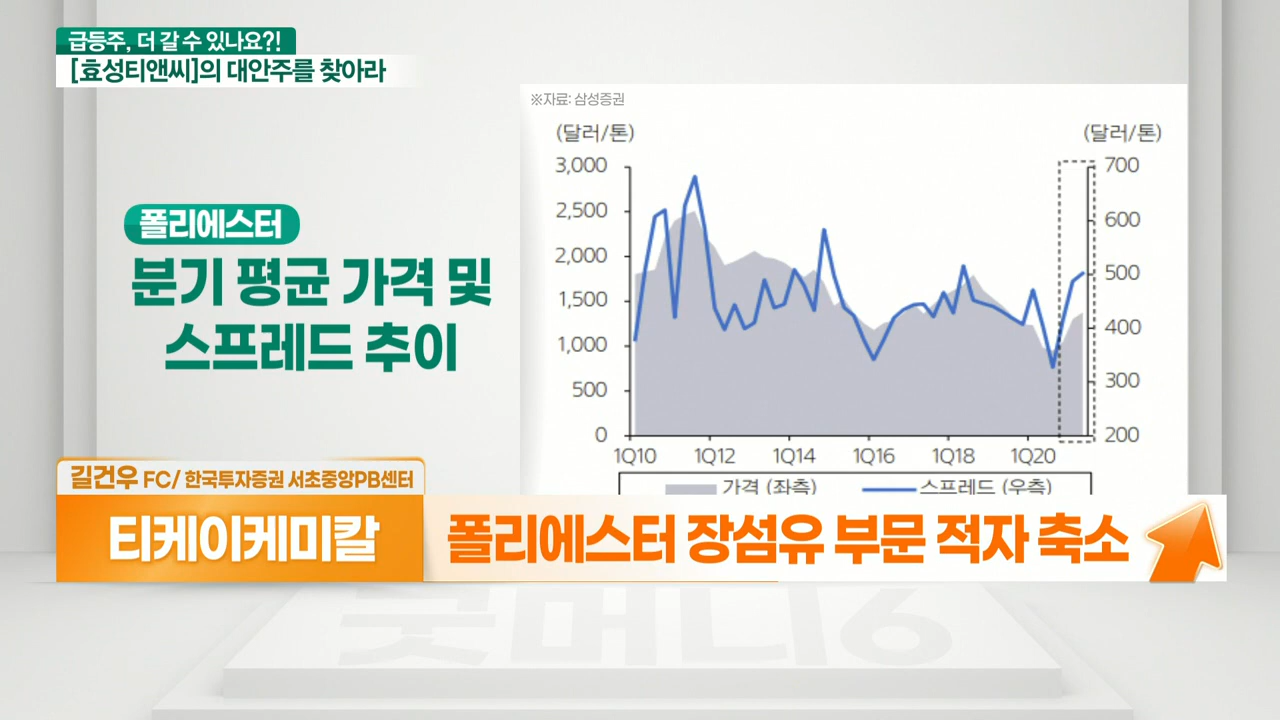 급등주, 더 갈 수 있나요?!
[효성티앤씨]의 대안주를 찾아라
※자료: 삼성증권
(달러/톤)
(달러/톤)
3,000
2,500
2,000
1,500
1,000
500
0
700
600
500
400
300
200
1Q10
1Q12
1Q14
1Q16
1Q18
1Q20
가격 (좌측)
스프레드 (우측)
폴리에스터
분기 평균 가격 및
스프레드 추이
길건우 FC/ 한국투자증권 서초중앙PB센터
티케이케미칼
폴리에스터 장섬유 부문 적자 축소
굿머니6